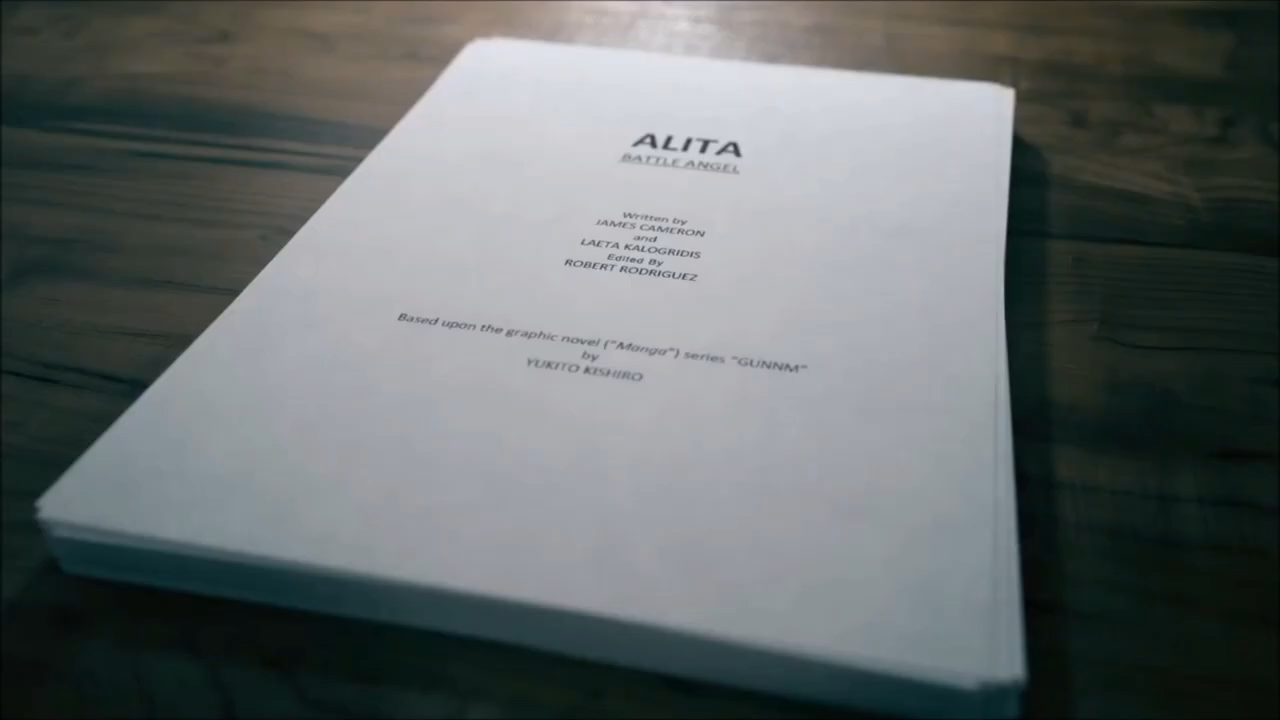 ALITA
BATTLE ANGEL
Written by
JAMES CAMERON
and
LAETA KALOGRIDIS
Edited By
ROBERT RODRIGUEZ
Based upon the graphic novel ("Manga") series "GUNNM"
by
YUKITO KISHIRO